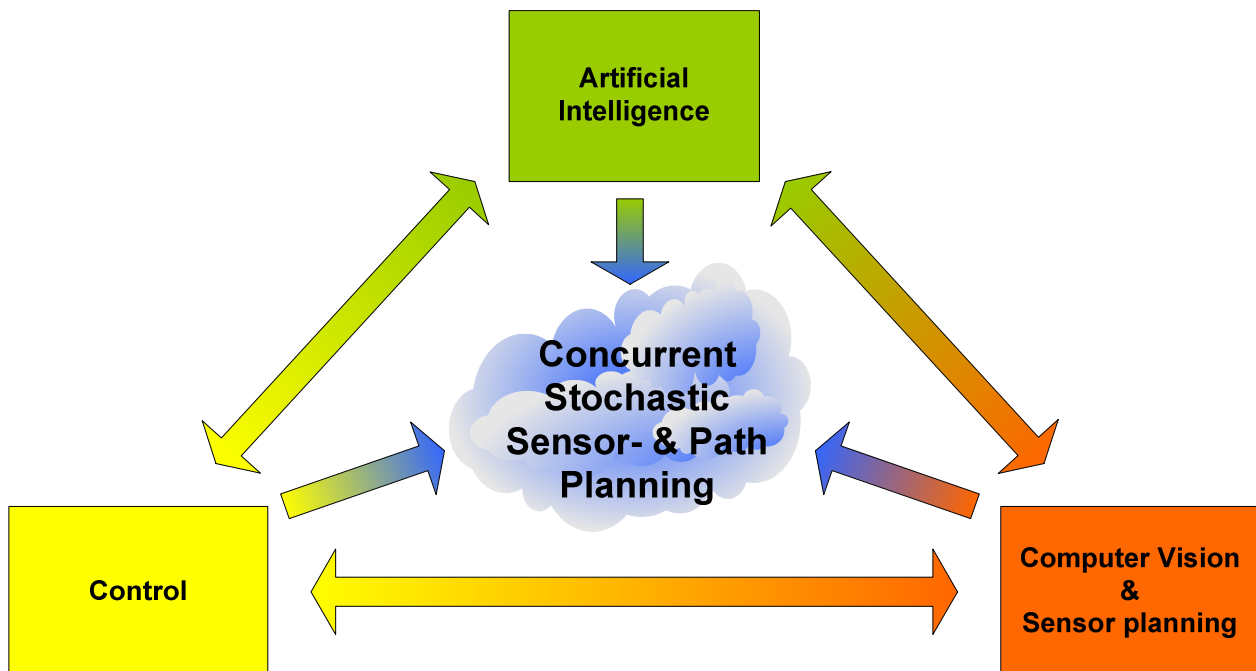 Artificial
Intelligence
Concurrent
Stochastic
Sensor- & Path
Planning
Control
Computer Vision
&
Sensor planning